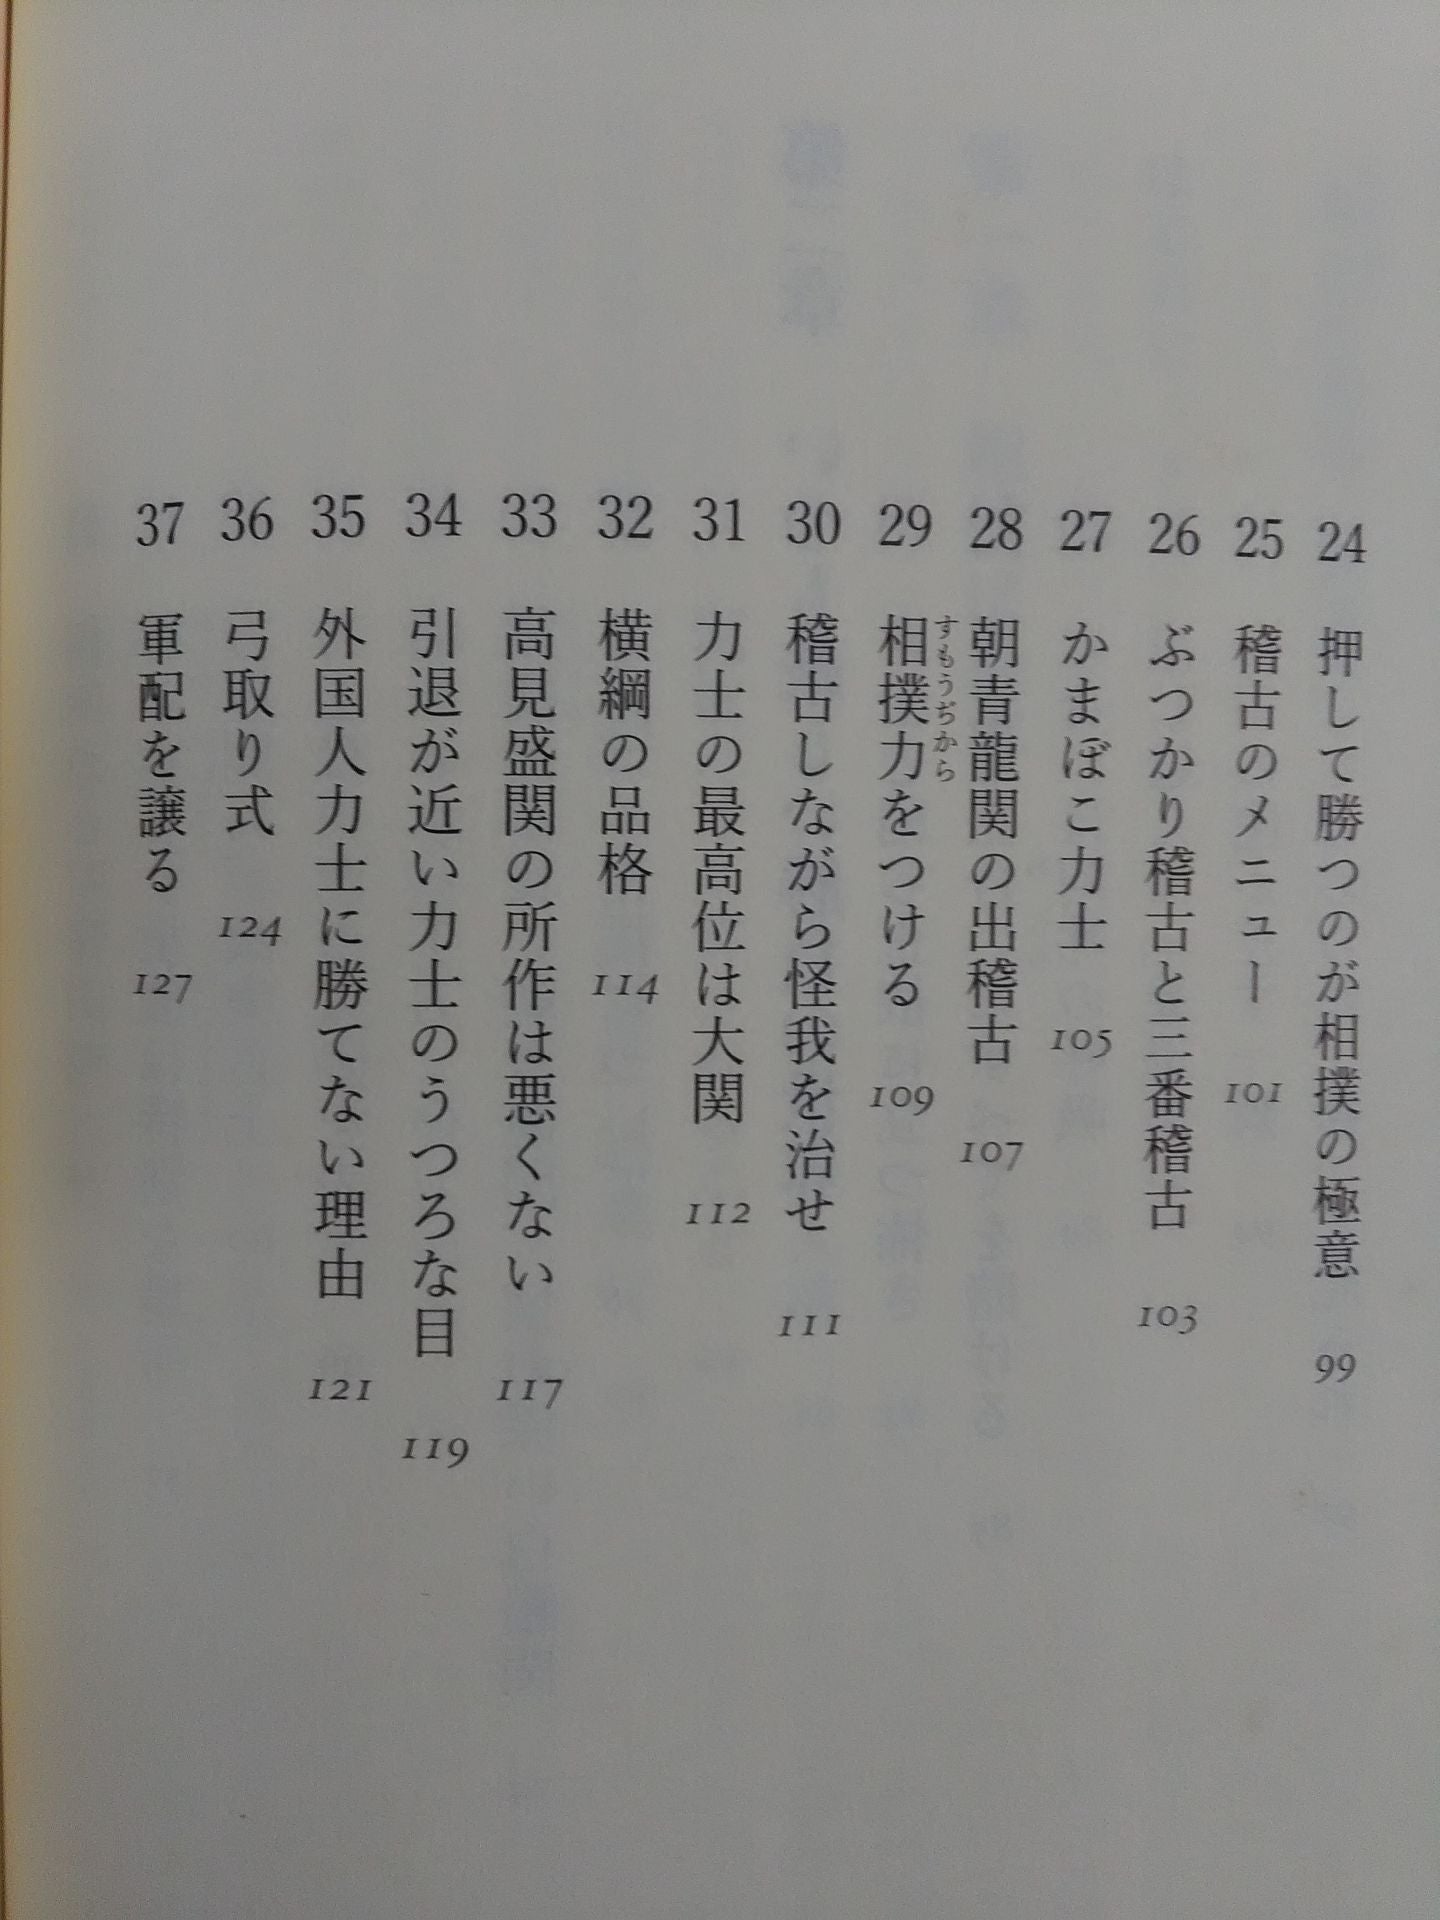 24 押して勝つのが相撲の極意 99
25 稽古のメニュー 101
26 ぶつかり稽古と三番稽古 103
27 かまぼこ力士 105
28 朝青龍関の出稽古 107
すもうぢから
29 相撲力をつける 109
30 稽古しながら怪我を治せ 111
31 力士の最高位は大関 112
32 横綱の品格 114
33 高見盛関の所作は悪くない 117
34 引退が近い力士のうつろな目 119
35 外国人力士に勝てない理由 121
36 弓取り式 124
37 軍配を譲る 127